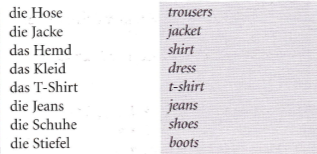 die Hose trousers
die Jacke jacket
das Hemd shirt
das Kleid dress
das T-Shirt t-shirt
die Jeans jeans
die Schuhe shoes
die Stiefel boots